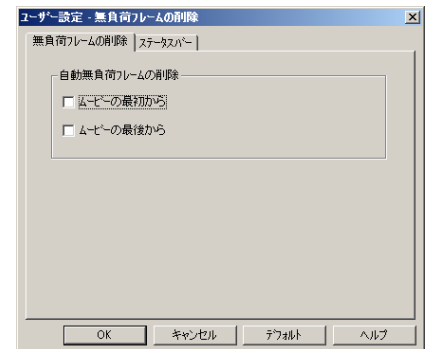 ユーザー設定 - 無負荷フレームの削除
無負荷フレームの削除 ステータスバー
自動無負荷フレームの削除
ムービーの最初から
ムービーの最後から
OK キャンセル デフォルト ヘルプ